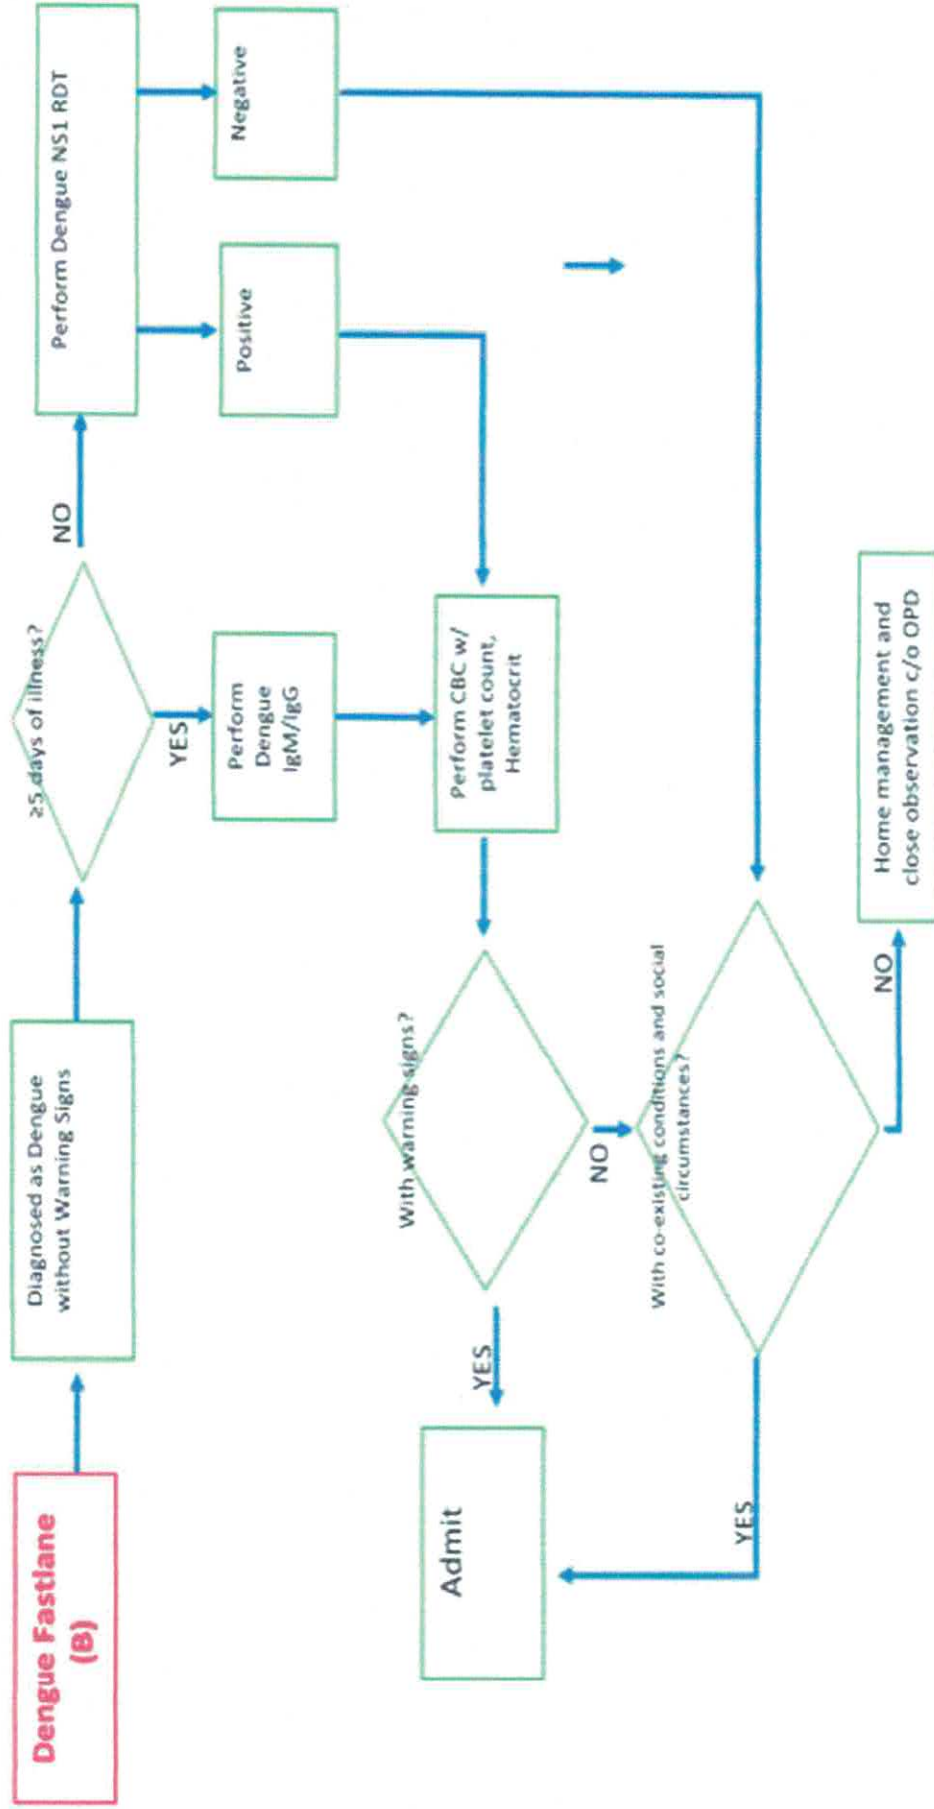 Dengue Fastlane
(B)
Diagnosed as Dengue
without Warning Signs
≥5 days of illness?
NO
Perform Dengue NS1 RDT
YES
Perform
Dengue
IgM/IgG
Positive
Negative
Perform CBC w/
platelet count,
Hematocrit
With warning signs?
YES
Admit
NO
With co-existing conditions and social
circumstances?
YES
NO
Home management and
close observation c/o OPD